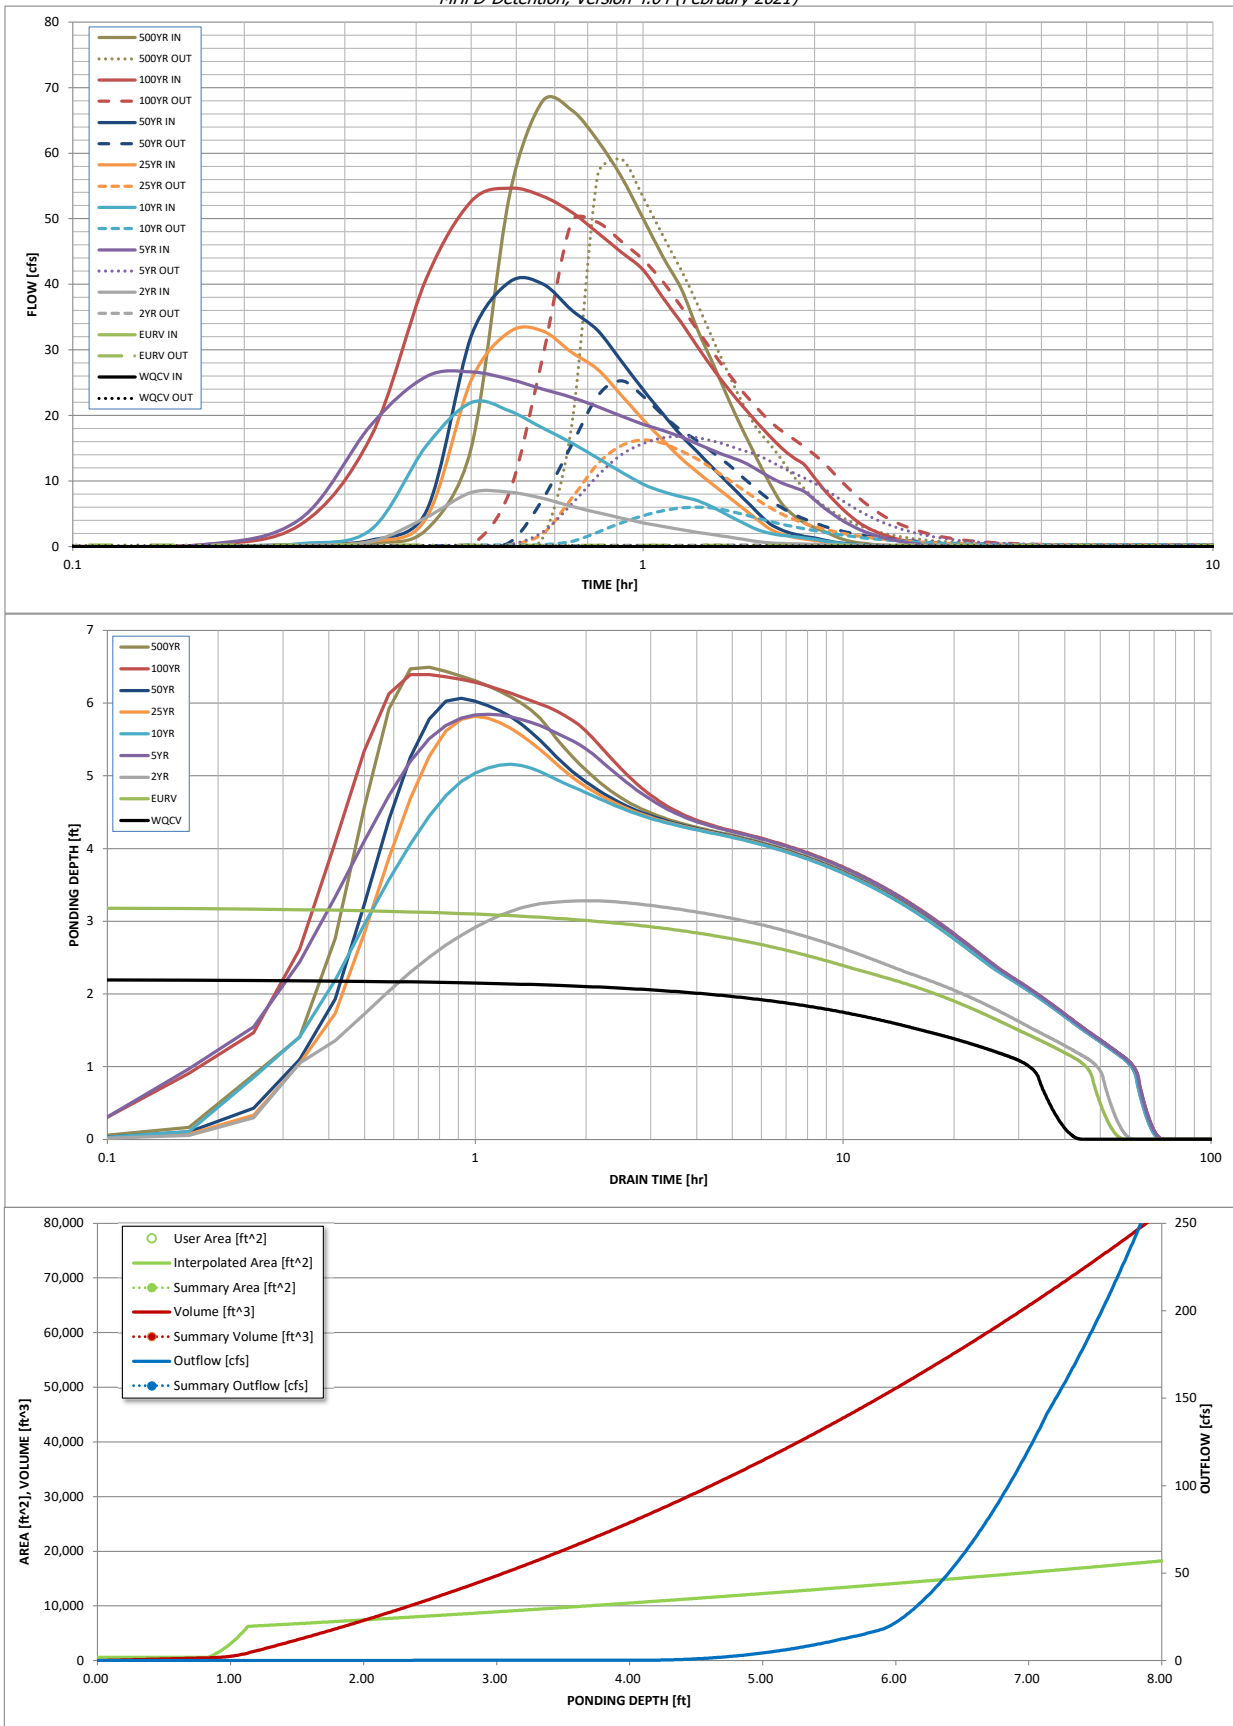 MHFD-Detention, Version 4.04 (February 2021)
80
70
60
50
40
30
20
10
0
FLOW [cfs]
500YR IN
500YR OUT
100YR IN
100YR OUT
50YR IN
50YR OUT
25YR IN
25YR OUT
10YR IN
10YR OUT
5YR IN
5YR OUT
2YR IN
2YR OUT
EURV IN
EURV OUT
WQCV IN
WQCV OUT
0.1 1 10
TIME [hr]
7
6
5
4
3
2
1
0
PONDING DEPTH [ft]
500YR
100YR
50YR
25YR
10YR
5YR
2YR
EURV
WQCV
0.1 1 10 100
DRAIN TIME [hr]
80,000
70,000
60,000
50,000
40,000
30,000
20,000
10,000
0
AREA [ft^2], VOLUME [ft^3]
User Area [ft^2]
Interpolated Area [ft^2]
Summary Area [ft^2]
Volume [ft^3]
Summary Volume [ft^3]
Outflow [cfs]
Summary Outflow [cfs]
250
200
150
100
50
0
OUTFLOW [cfs]
0.00 1.00 2.00 3.00 4.00 5.00 6.00 7.00 8.00
PONDING DEPTH [ft]